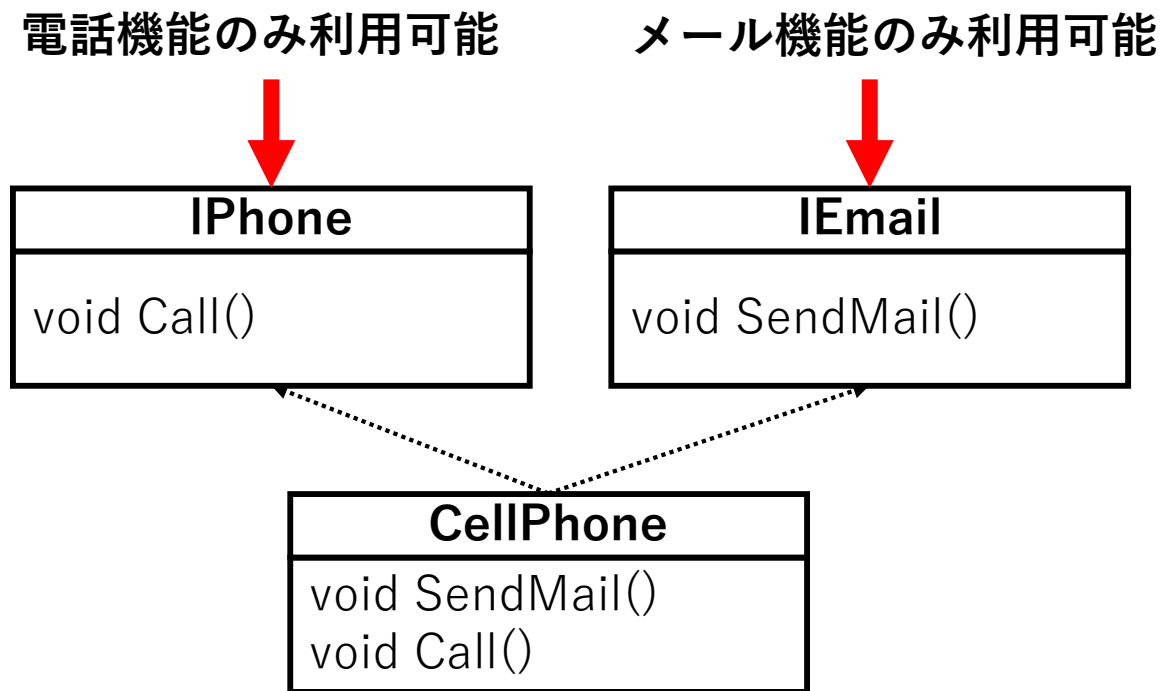 電話機能のみ利用可能
メール機能のみ利用可能
IPhone
void Call()
IEmail
void SendMail()
CellPhone
void SendMail()
void Call()